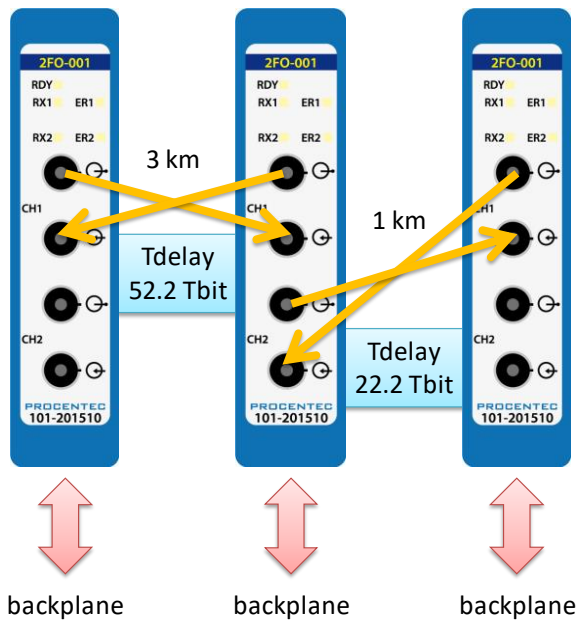 2FO-001
RDY
RX1 ER1
RX2 ER2
CH1
CH2
PROCENTEC
101-201510
2FO-001
RDY
RX1 ER1
RX2 ER2
CH1
CH2
PROCENTEC
101-201510
2FO-001
RDY
RX1 ER1
RX2 ER2
CH1
CH2
PROCENTEC
101-201510
3 km
1 km
Tdelay
52.2 Tbit
Tdelay
22.2 Tbit
backplane
backplane
backplane